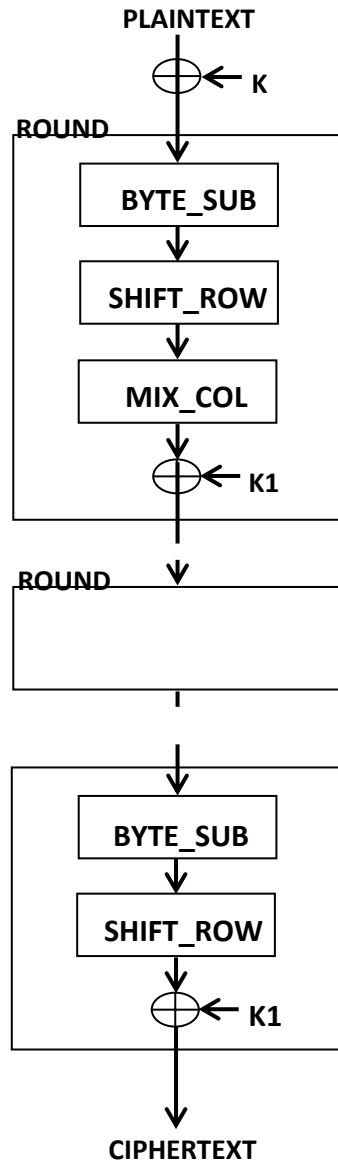 PLAINTEXT
K
ROUND
BYTE_SUB
SHIFT_ROW
MIX_COL
K1
ROUND
BYTE_SUB
SHIFT_ROW
K1
CIPHERTEXT